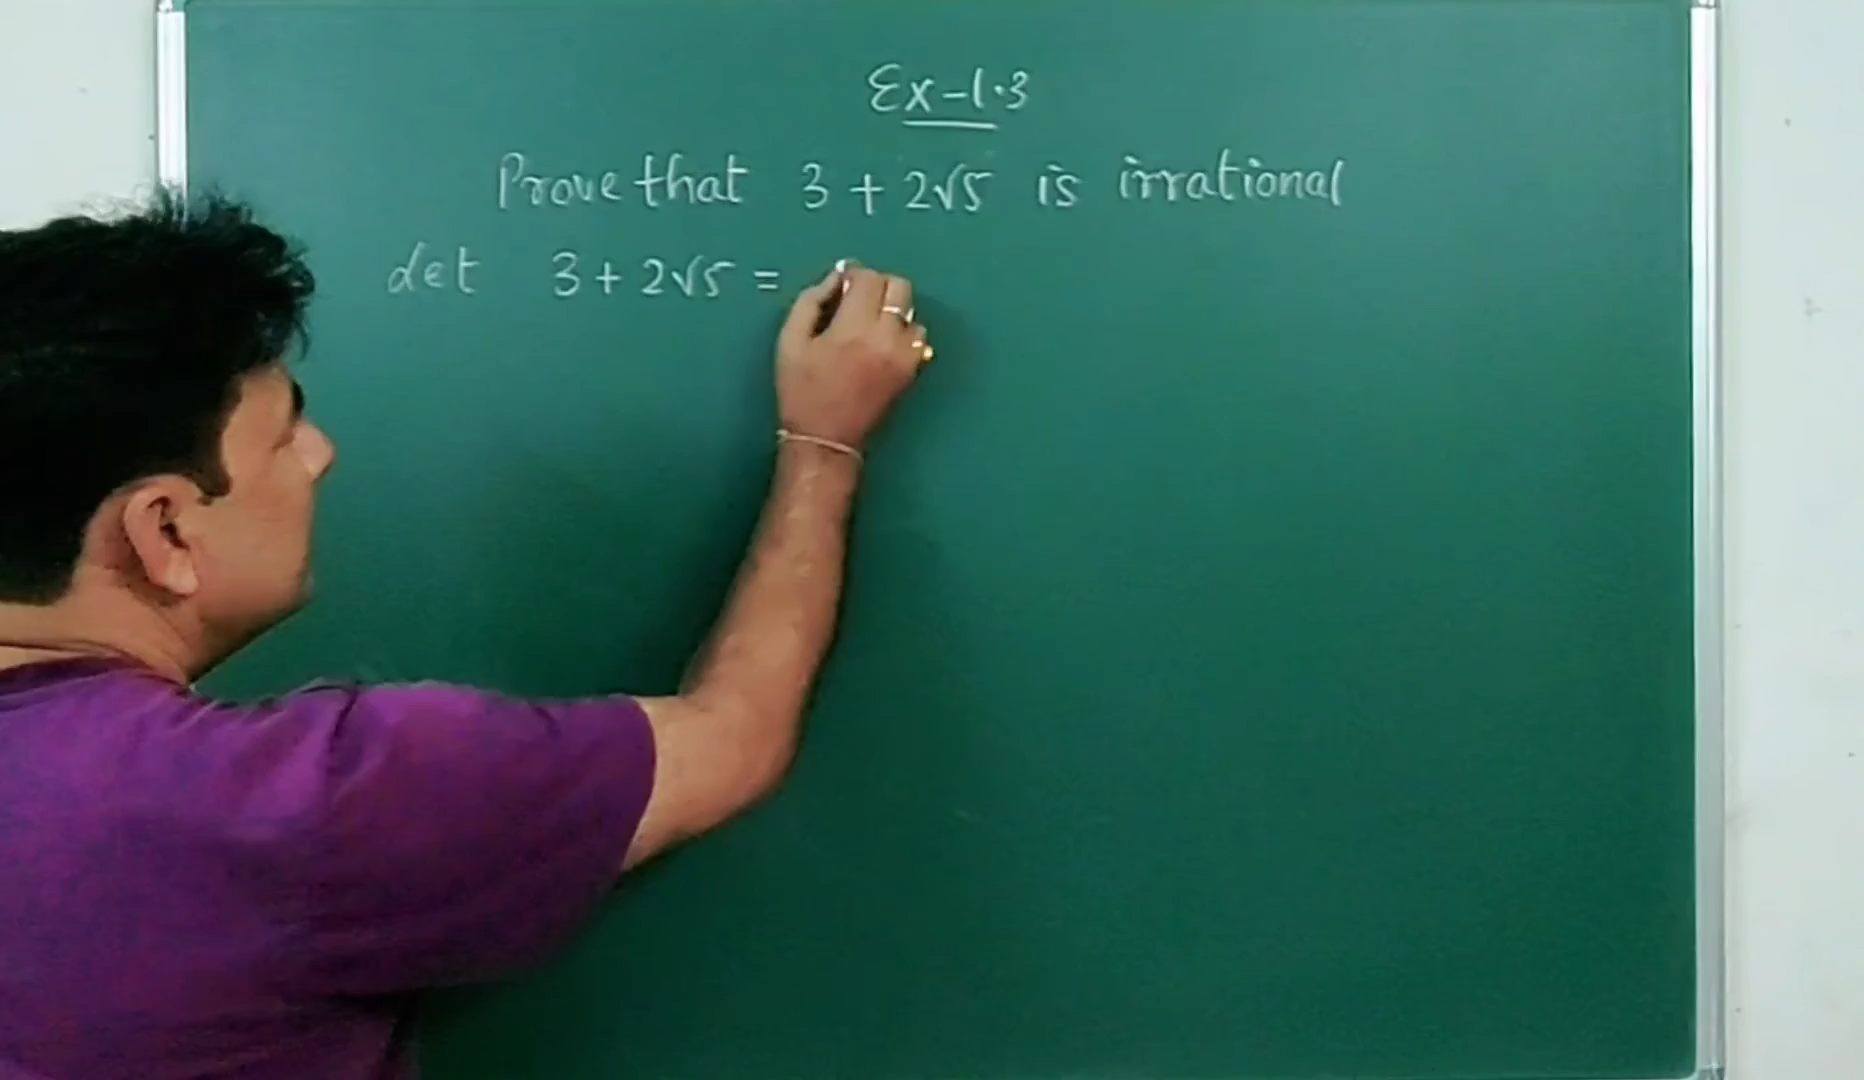 Ex-1.3
Prove that 3 + 2√5 is irrational
Let 3 + 2√5 =